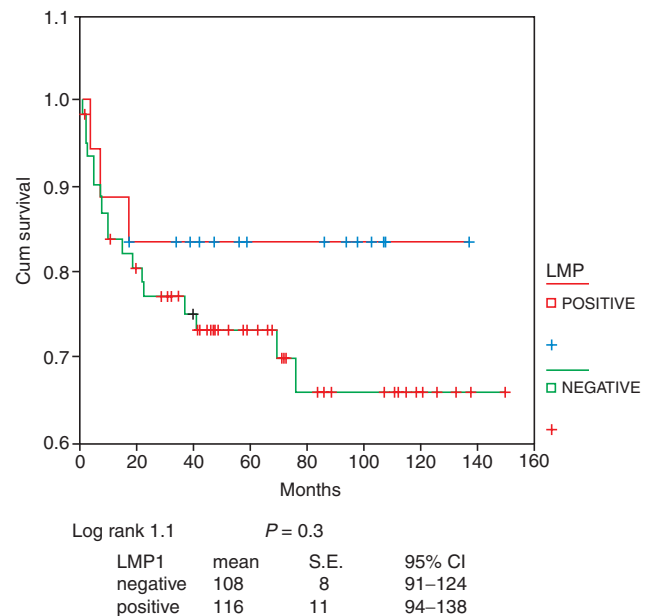 1.1
1.0
0.9
0.8
0.7
0.6
Cum survival
0 20 40 60 80 100 120 140 160
Months
LMP
POSITIVE
NEGATIVE
Log rank 1.1 P = 0.3
LMP1 mean S.E. 95% CI
negative 108 8 91–124
positive 116 11 94–138